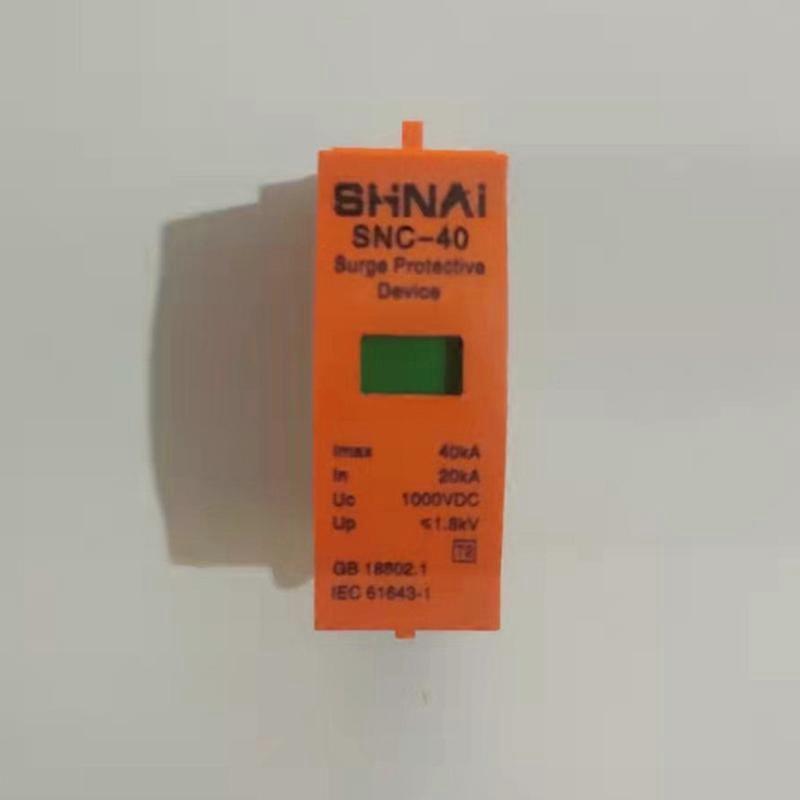 SHNAi
SNC-40
Surge Protective
Device
Imax 40kA
In 20kA
Uc 1000VDC
Up ≤1.8kV
T2
GB 18802.1
IEC 61643-1